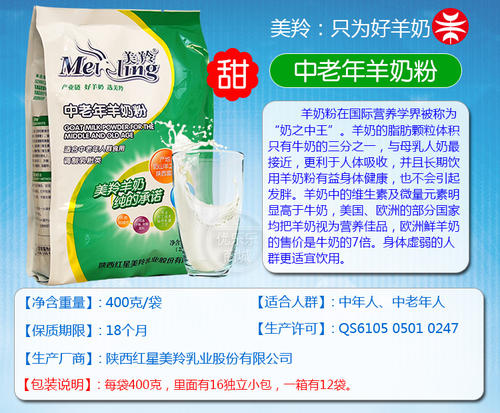 美羚：只为好羊奶
美羚
Mei Ling
产业链 好羊奶 选美羚
甜
中老年羊奶粉
中老年羊奶粉
GOAT MILK POWDER FOR THE
MIDDLE AND OLD AGE
适合中老年人群食用
调制乳甜类
美羚羊奶
纯的承诺
陕西红星美羚乳业股份有
羊奶粉在国际营养学界被称为
“奶之中王”。羊奶的脂肪颗粒体积
只有牛奶的三分之一，与母乳人奶最
接近，更利于人体吸收，并且长期饮
用羊奶粉有益身体健康，也不会引起
发胖。羊奶中的维生素及微量元素明
显高于牛奶，美国、欧洲的部分国家
均把羊奶视为营养佳品，欧洲鲜羊奶
的售价是牛奶的7倍。身体虚弱的人
群更适宜饮用。
【净含重量】：400克/袋
【适合人群】：中年人、中老年人
【保质期限】：18个月
【生产许可】：QS6105 0501 0247
【生产厂商】：陕西红星美羚乳业股份有限公司
【包装说明】：每袋400克，里面有16独立小包，一箱有12袋。